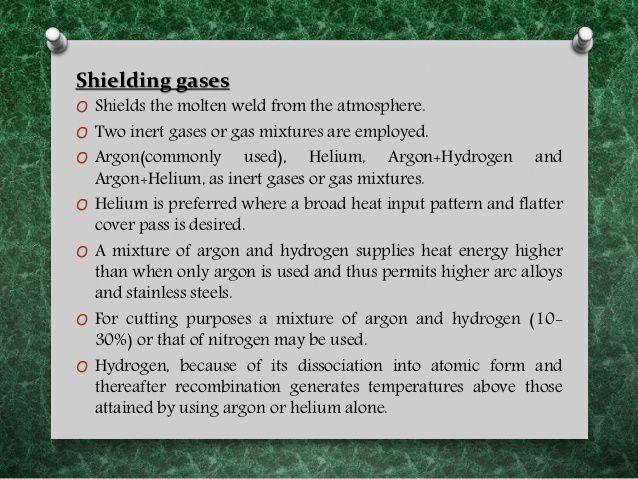 Shielding gases
O Shields the molten weld from the atmosphere.
O Two inert gases or gas mixtures are employed.
O Argon(commonly used), Helium, Argon+Hydrogen and
Argon+Helium, as inert gases or gas mixtures.
O Helium is preferred where a broad heat input pattern and flatter
cover pass is desired.
O A mixture of argon and hydrogen supplies heat energy higher
than when only argon is used and thus permits higher arc alloys
and stainless steels.
O For cutting purposes a mixture of argon and hydrogen (10-
30%) or that of nitrogen may be used.
O Hydrogen, because of its dissociation into atomic form and
thereafter recombination generates temperatures above those
attained by using argon or helium alone.